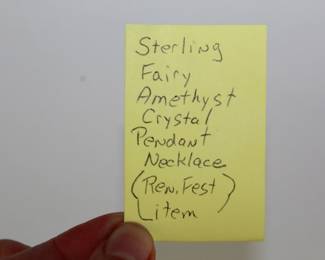 Sterling
Fairy
Amethyst
Crystal
Pendant
Necklace
(Ren. Fest)
(item